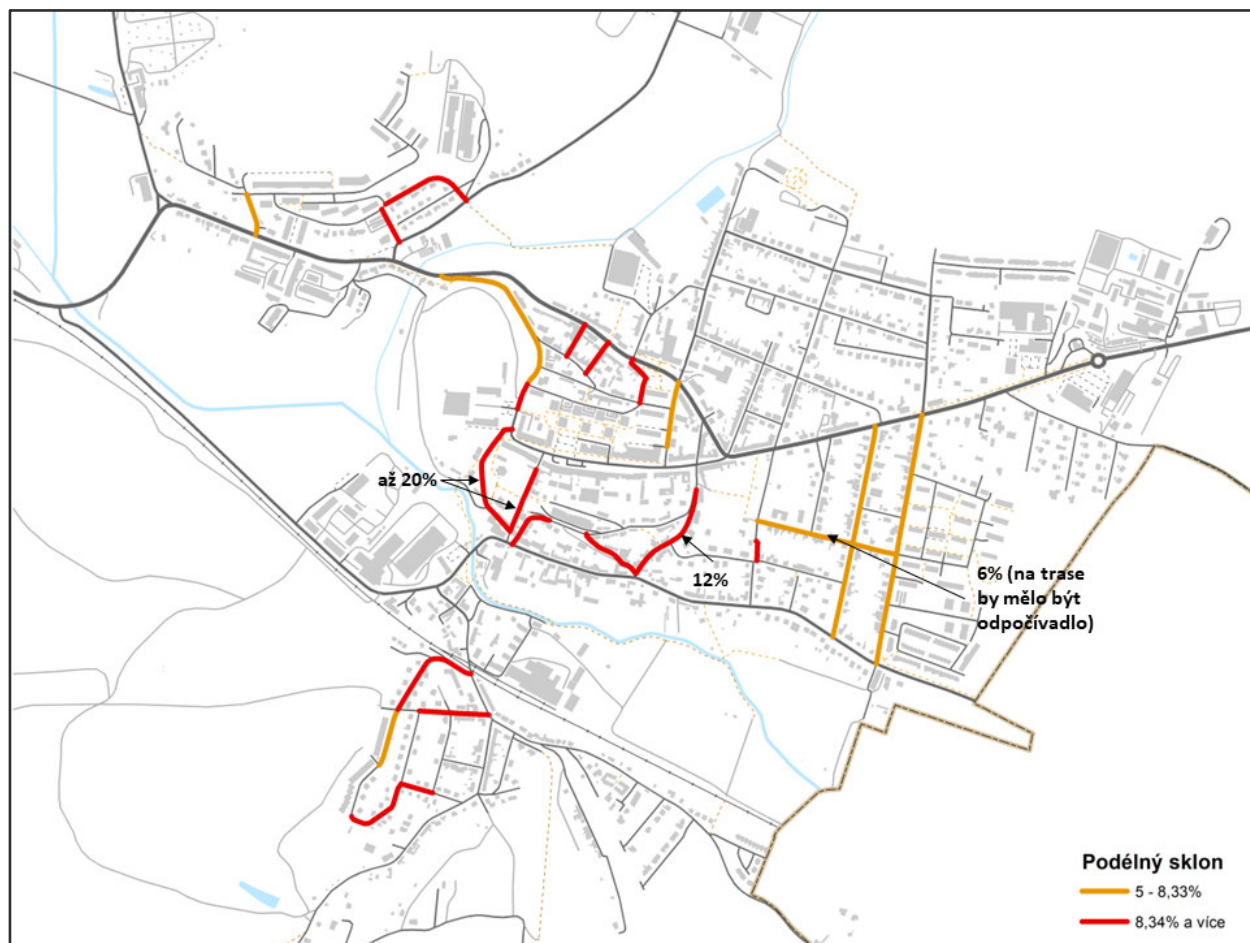 až 20%
12%
6% (na trase
by mělo být
odpočívadlo)
Podélný sklon
5 - 8,33%
8,34% a více